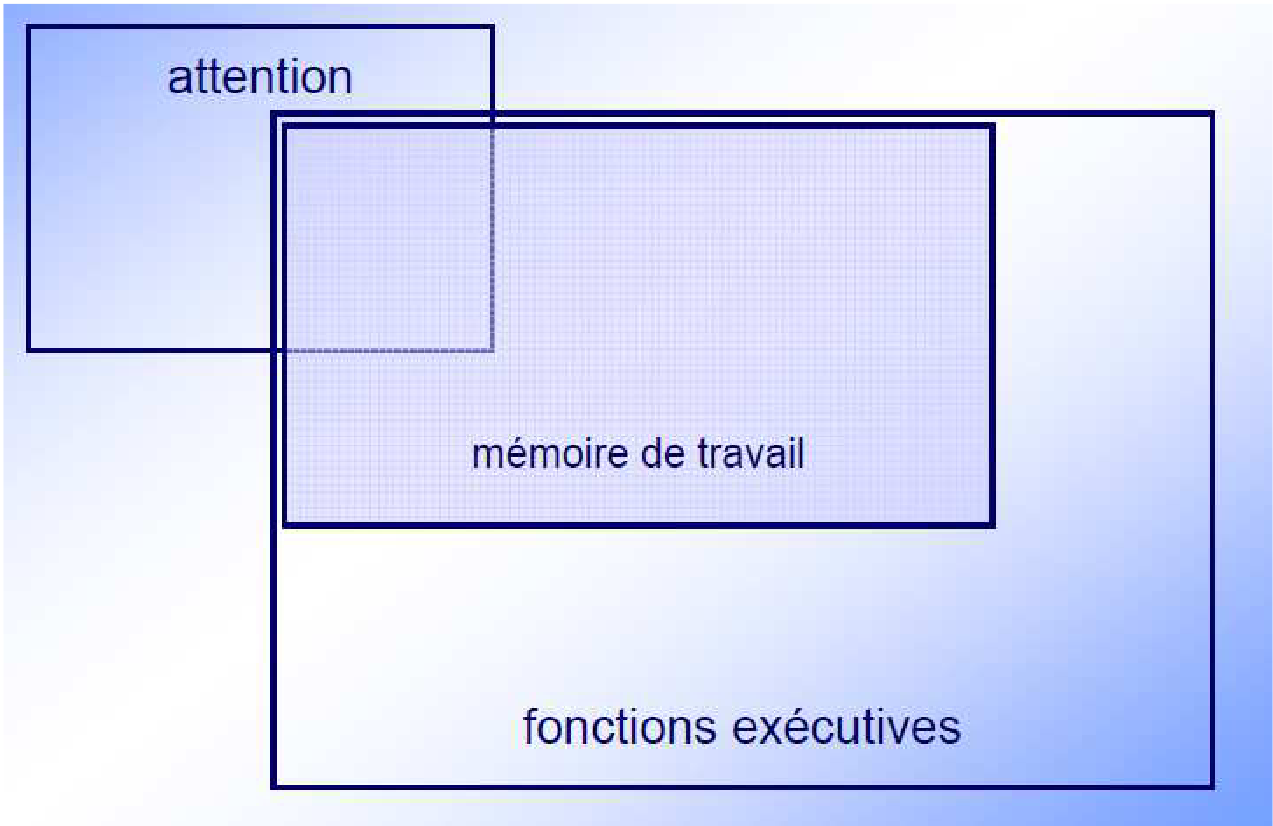 attention
mémoire de travail
fonctions exécutives